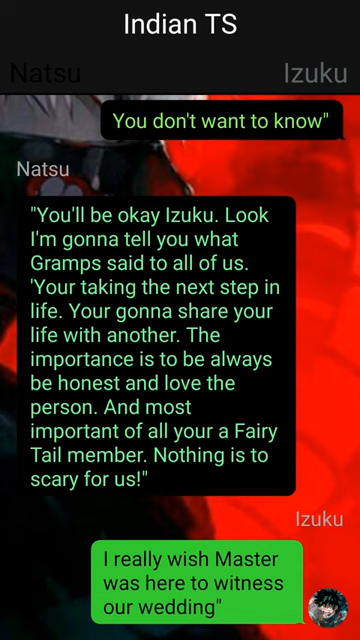 Indian TS
Natsu
Izuku
You don't want to know"
Natsu
"You'll be okay Izuku. Look
I'm gonna tell you what
Gramps said to all of us.
'Your taking the next step in
life. Your gonna share your
life with another. The
importance is to be always
be honest and love the
person. And most
important of all your a Fairy
Tail member. Nothing is to
scary for us!"
Izuku
I really wish Master
was here to witness
our wedding"